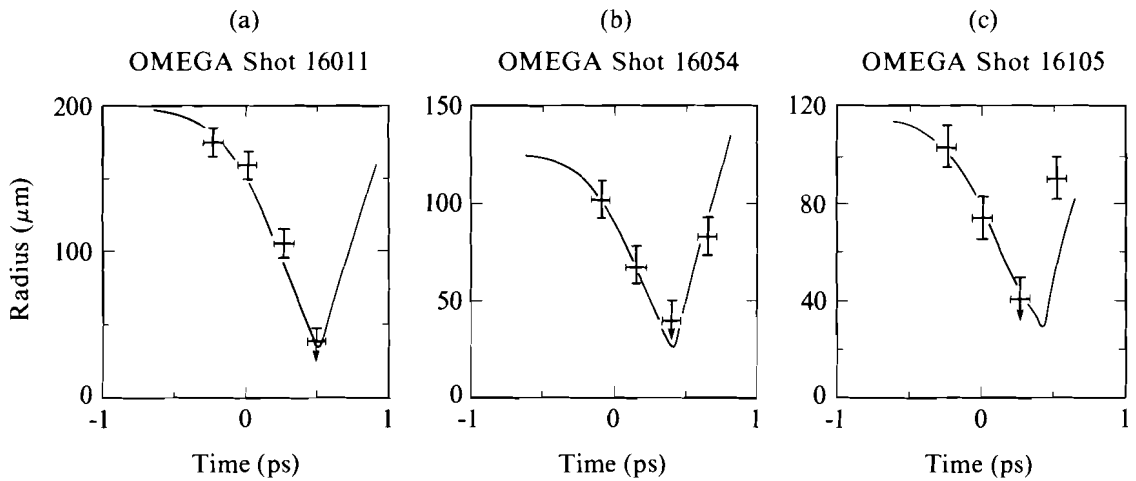 (a)
OMEGA Shot 16011
200
100
0
-1
0
1
Radius (μm)
Time (ps)
(b)
OMEGA Shot 16054
150
100
50
0
-1
0
1
Time (ps)
(c)
OMEGA Shot 16105
120
80
40
0
-1
0
1
Time (ps)